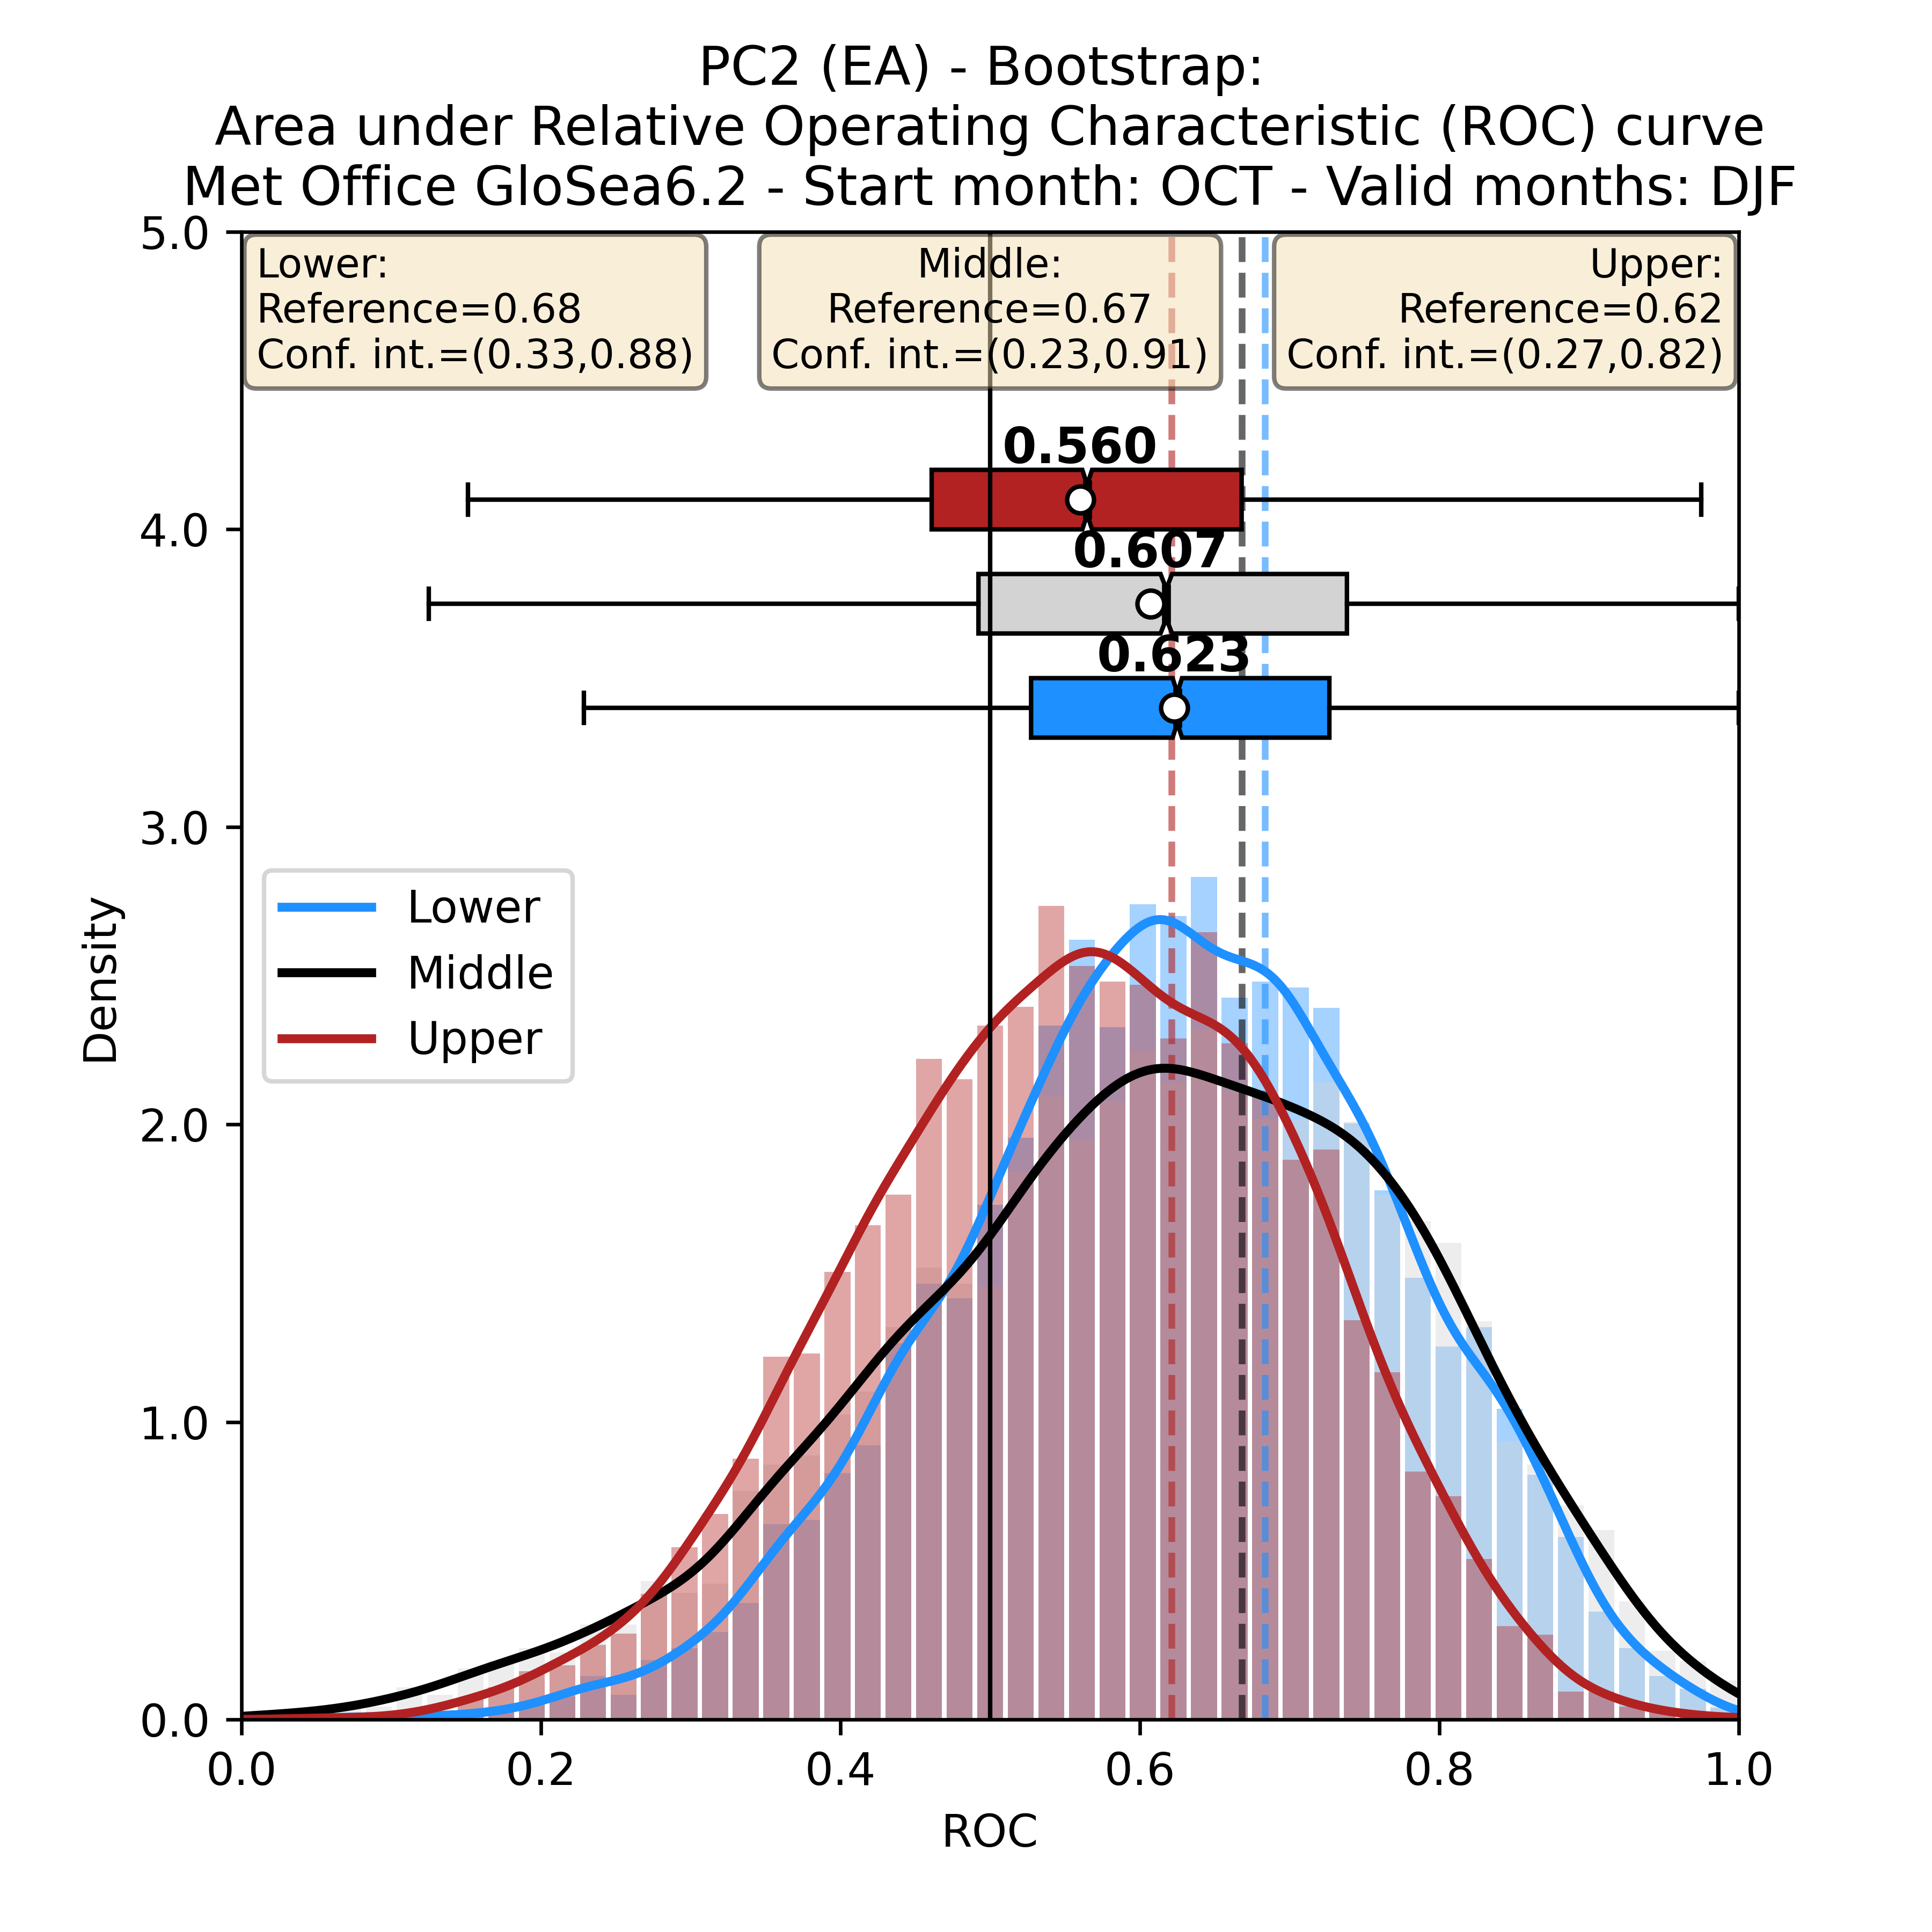 PC2 (EA) - Bootstrap:
Area under Relative Operating Characteristic (ROC) curve
Met Office GloSea6.2 - Start month: OCT - Valid months: DJF
Lower:
Reference=0.68
Conf. int.=(0.33,0.88)
Middle:
Reference=0.67
Conf. int.=(0.23,0.91)
Upper:
Reference=0.62
Conf. int.=(0.27,0.82)
0.560
0.607
0.623
Lower
Middle
Upper
Density
5.0
4.0
3.0
2.0
1.0
0.0
0.0 0.2 0.4 0.6 0.8 1.0
ROC